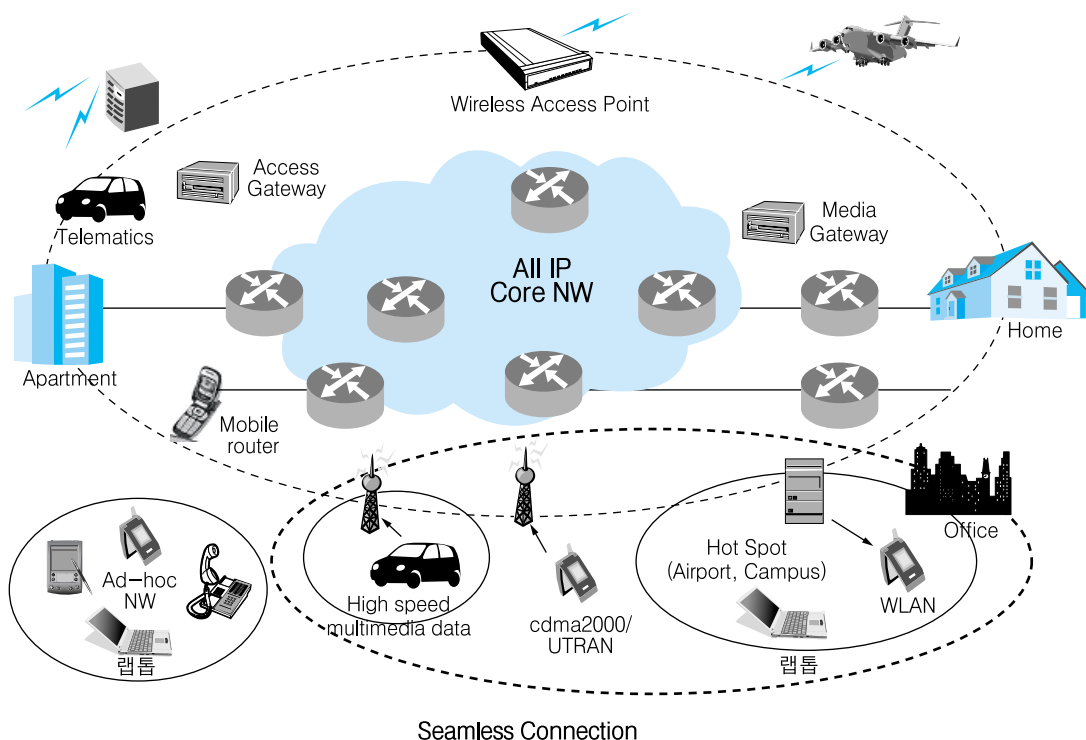 Wireless Access Point
Access
Gateway
Telematics
Media
Gateway
All IP
Core NW
Home
Apartment
Mobile
router
Office
Ad-hoc
NW
랩톱
High speed
multimedia data
cdma2000/
UTRAN
Hot Spot
(Airport, Campus)
WLAN
랩톱
Seamless Connection